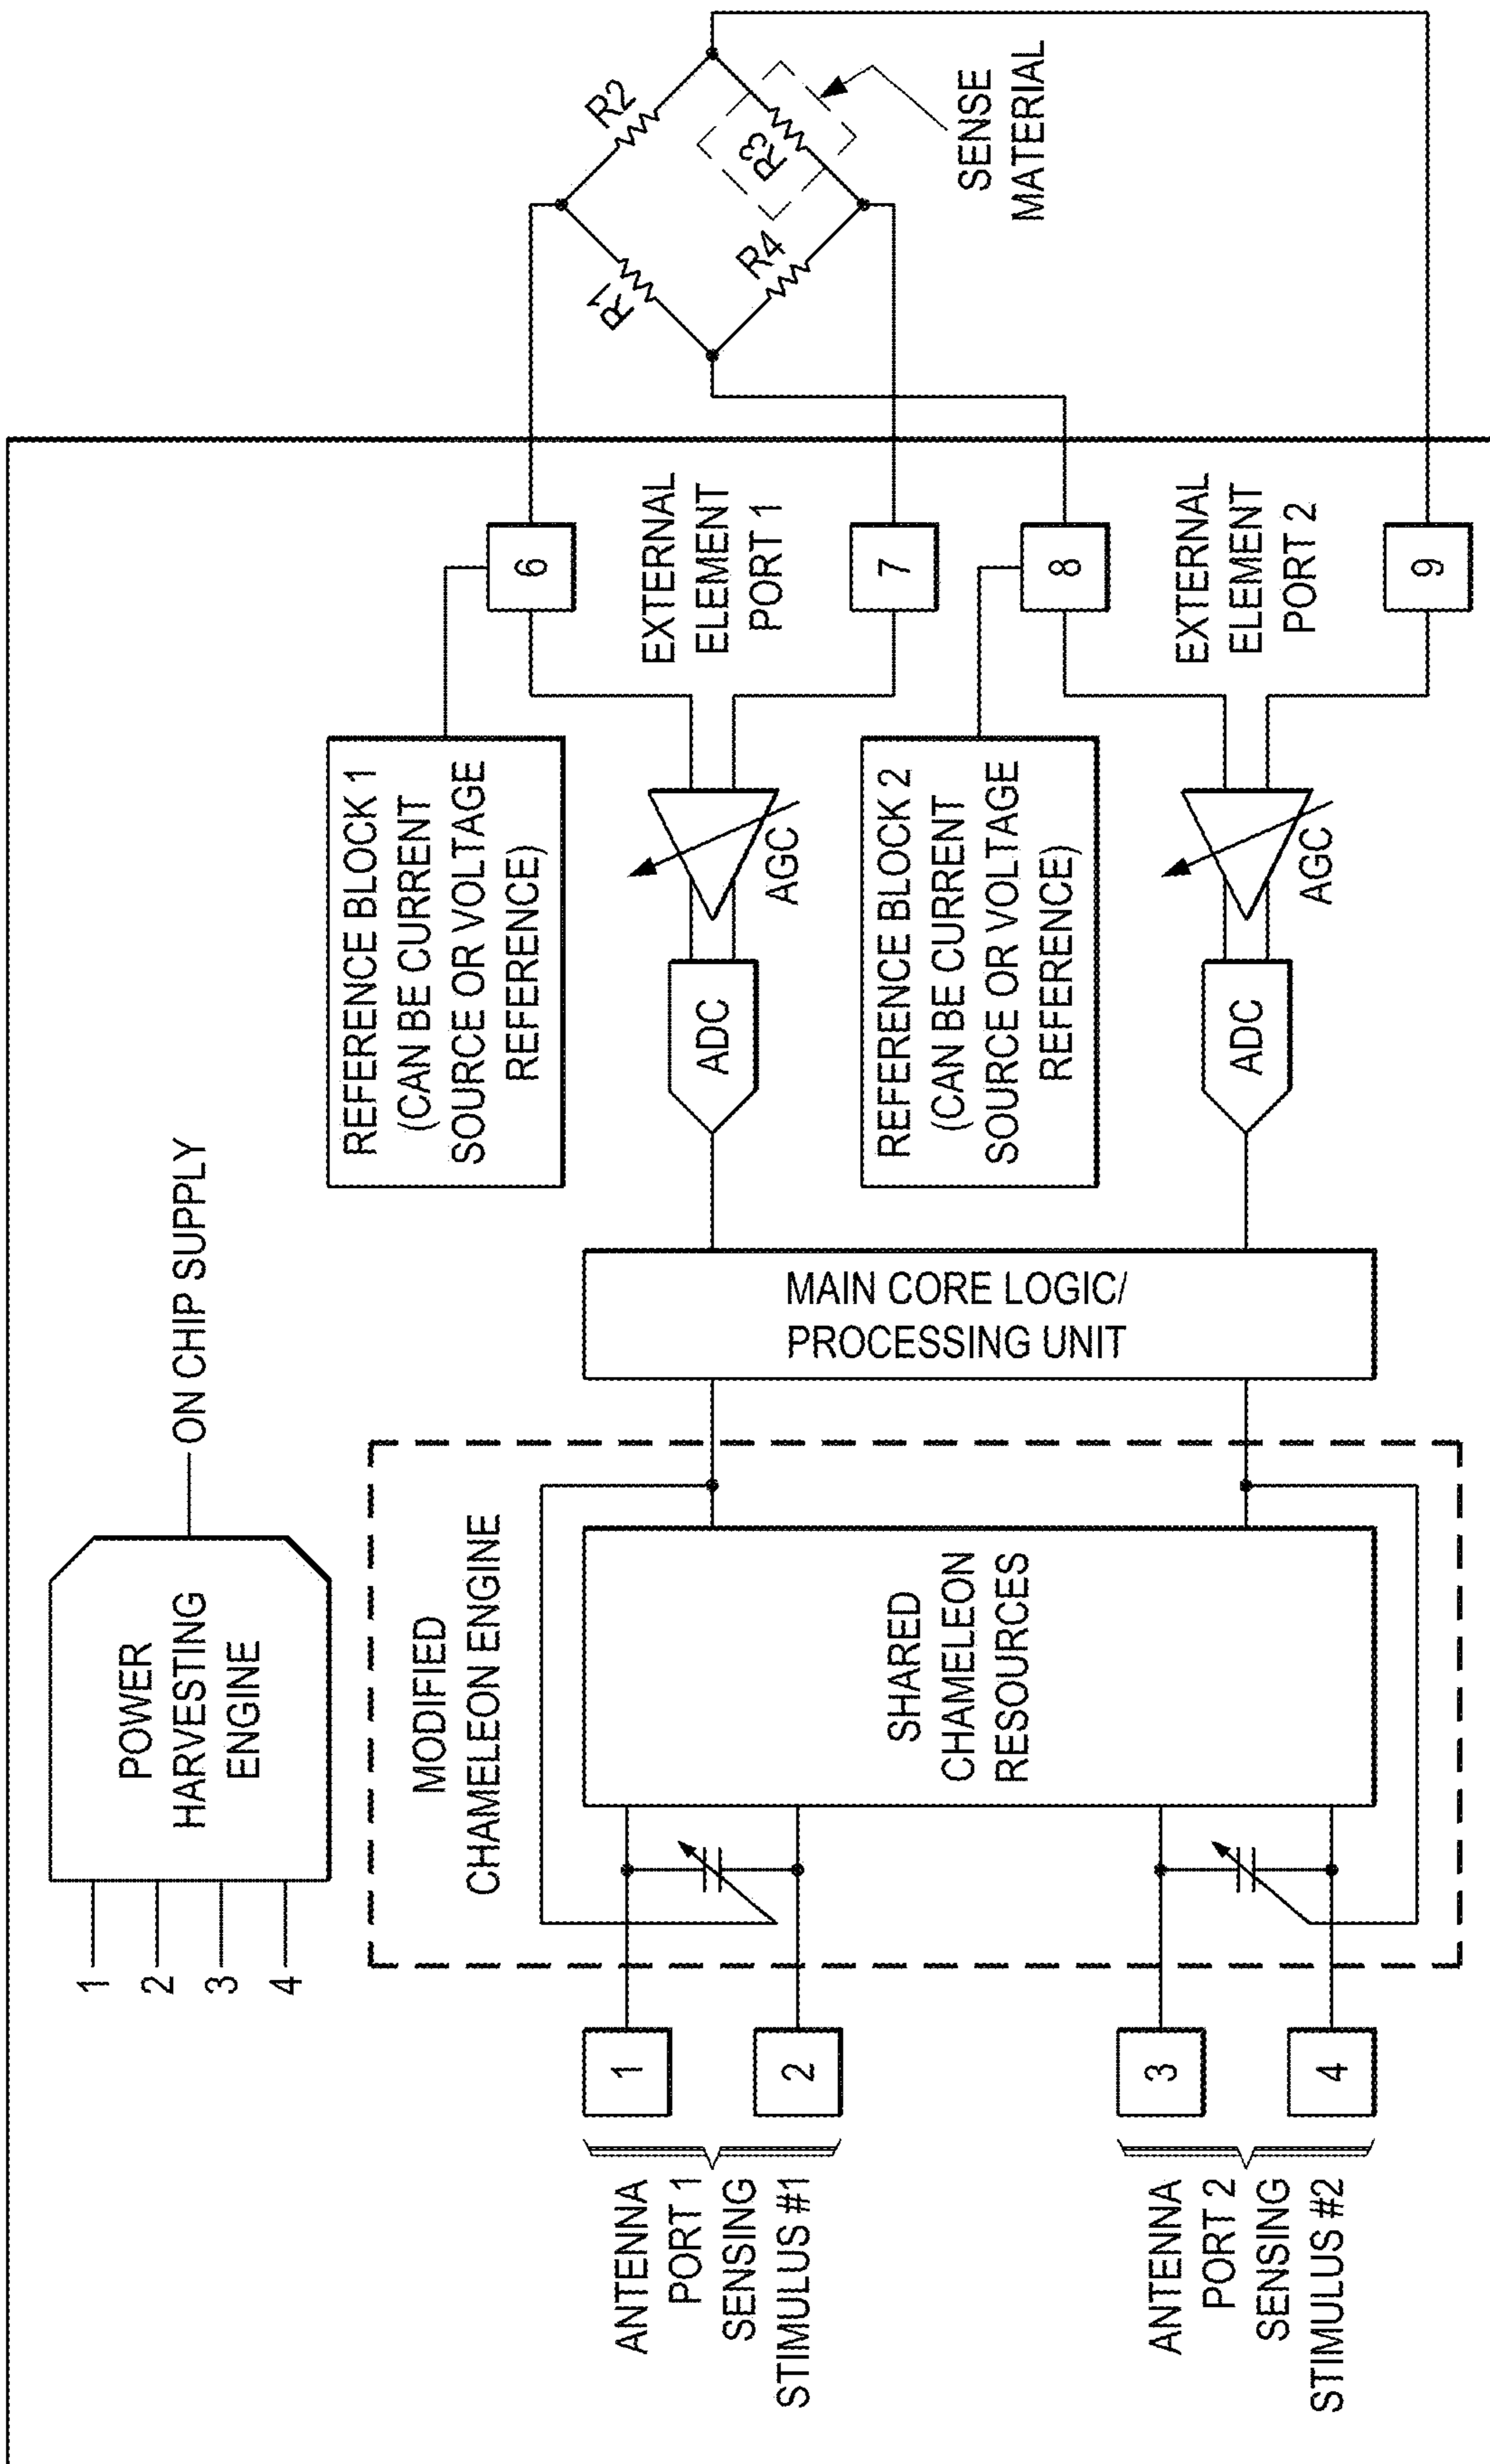 1
2
3
4
POWER
HARVESTING
ENGINE
ON CHIP SUPPLY
MODIFIED
CHAMELEON ENGINE
ANTENNA
PORT 1
SENSING
STIMULUS #1
1
2
ANTENNA
PORT 2
SENSING
STIMULUS #2
3
4
SHARED
CHAMELEON
RESOURCES
MAIN CORE LOGIC/
PROCESSING UNIT
REFERENCE BLOCK 1
(CAN BE CURRENT
SOURCE OR VOLTAGE
REFERENCE)
ADC
AGC
REFERENCE BLOCK 2
(CAN BE CURRENT
SOURCE OR VOLTAGE
REFERENCE)
ADC
AGC
6
EXTERNAL
ELEMENT
PORT 1
7
8
EXTERNAL
ELEMENT
PORT 2
9
R1
R2
R3
R4
SENSE
MATERIAL